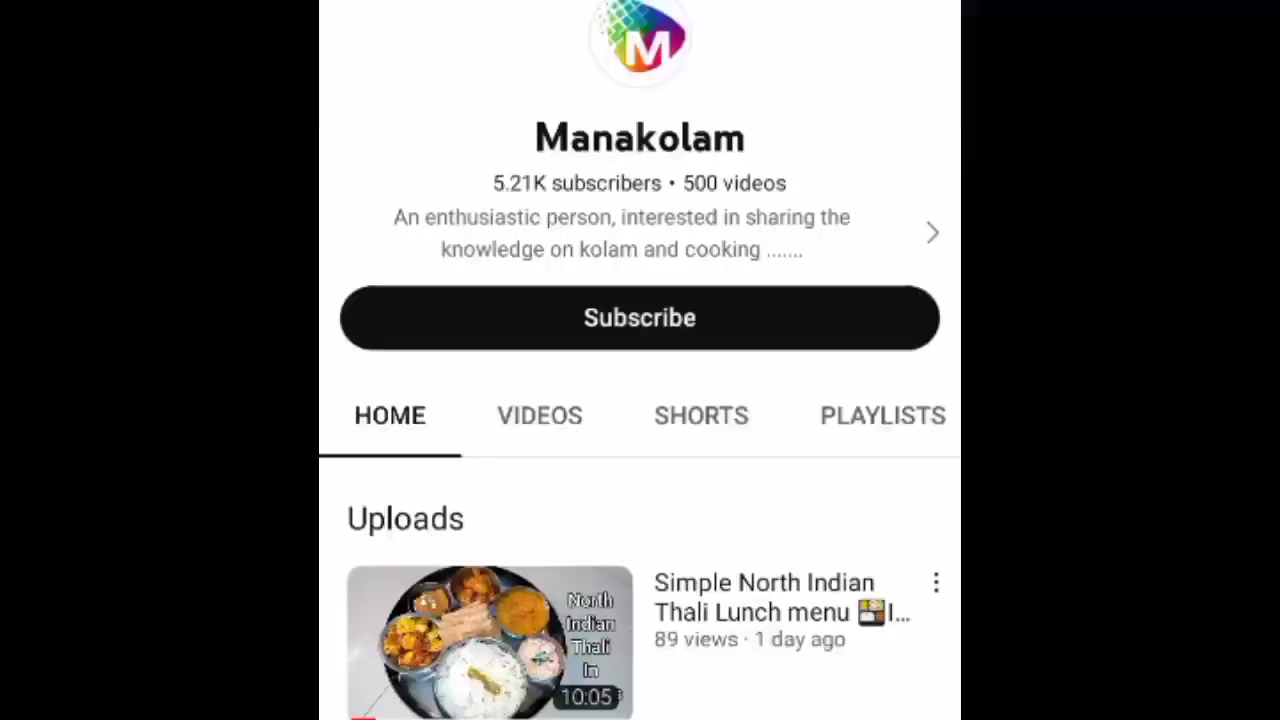 M
Manakolam
5.21K subscribers • 500 videos
An enthusiastic person, interested in sharing the
knowledge on kolam and cooking .......
Subscribe
HOME
VIDEOS
SHORTS
PLAYLISTS
Uploads
North
Indian
Thali
In
10:05
Simple North Indian
Thali Lunch menu 🍱I...
89 views · 1 day ago